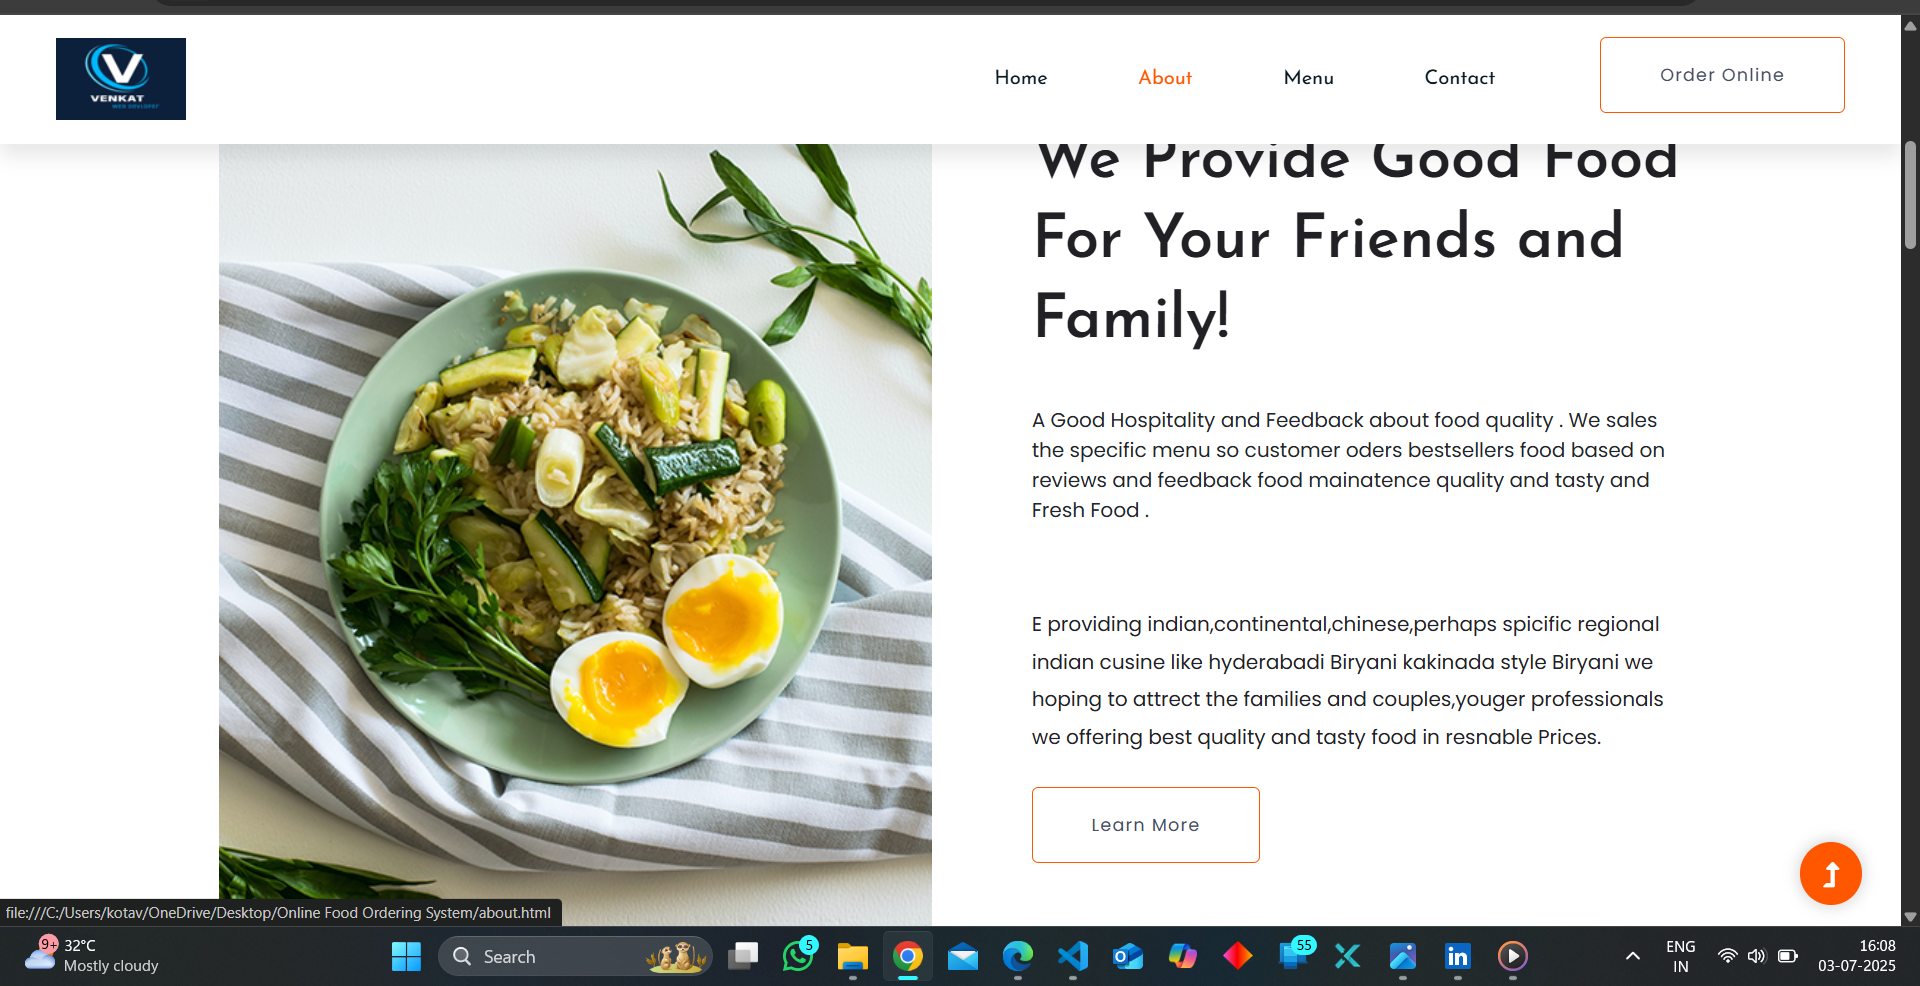 V
VENKAT
Home
About
Menu
Contact
Order Online
We Provide Good Food
For Your Friends and
Family!
A Good Hospitality and Feedback about food quality . We sales
the specific menu so customer oders bestsellers food based on
reviews and feedback food mainatence quality and tasty and
Fresh Food .
E providing indian,continental,chinese,perhaps spicific regional
indian cusine like hyderabadi Biryani kakinada style Biryani we
hoping to attrect the families and couples,youger professionals
we offering best quality and tasty food in resnable Prices.
Learn More
file:///C:/Users/kotav/OneDrive/Desktop/Online Food Ordering System/about.html
9+
32°C
Mostly cloudy
Search
5
55
in
ENG
IN
16:08
03-07-2025